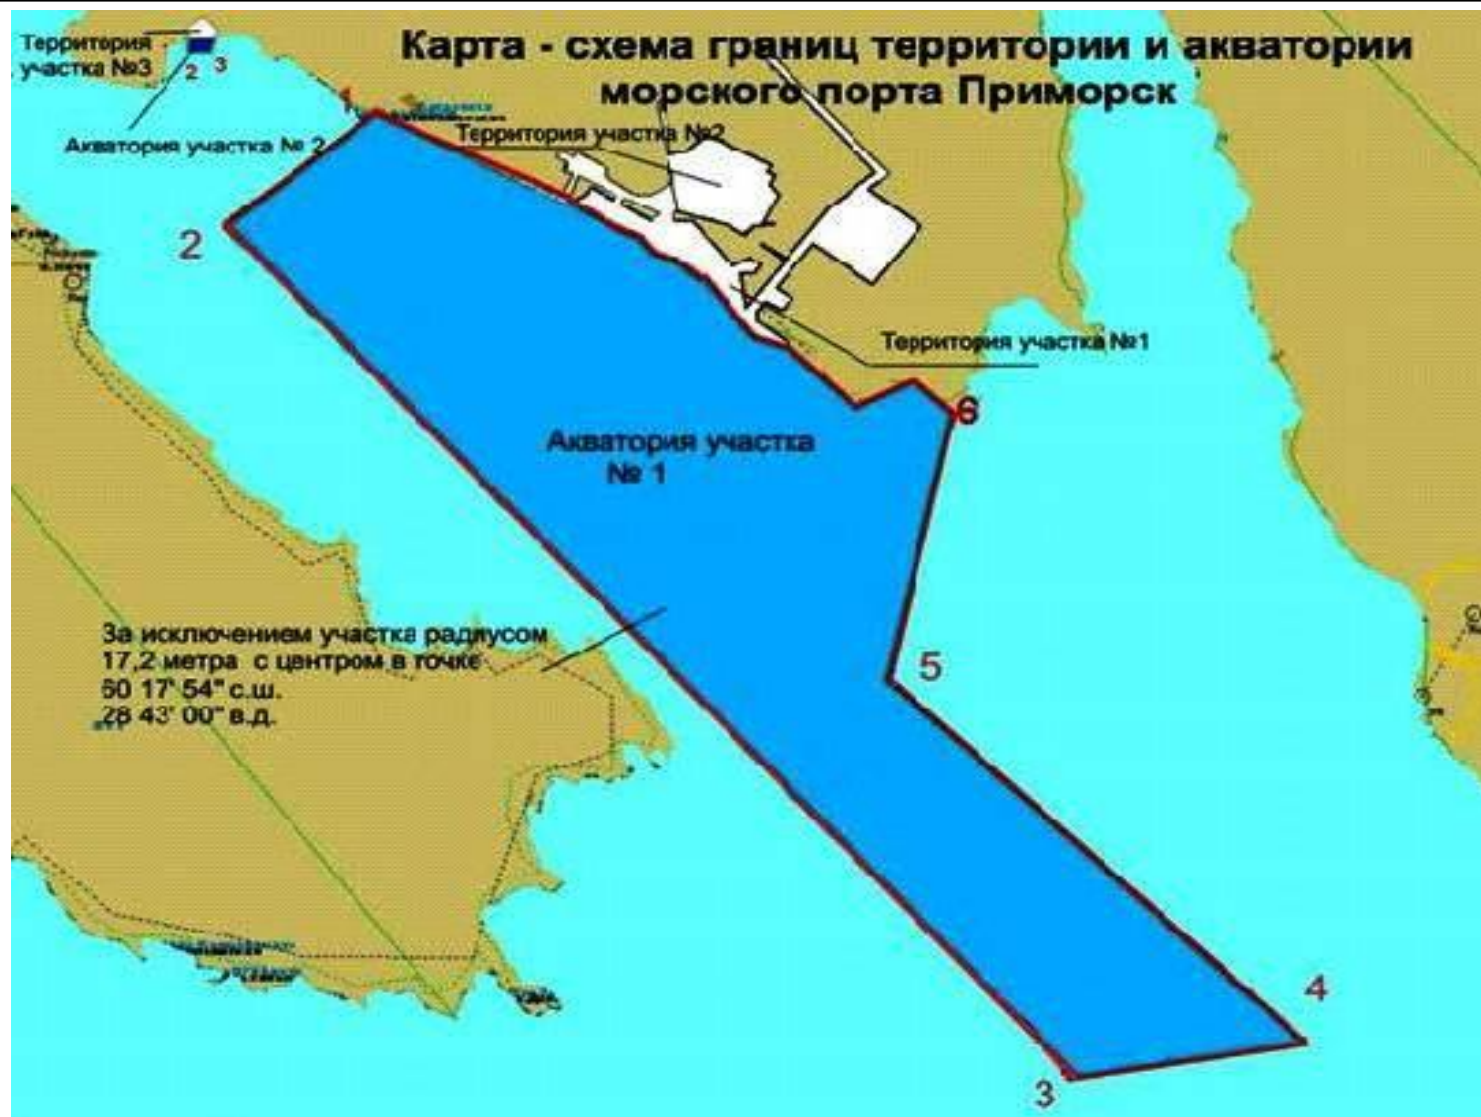 Карта - схема границ территории и акватории
морского порта Приморск
Территория
участка №3
2 3
Акватория участка № 2
1
Территория участка №2
2
Территория участка №1
6
Акватория участка
№ 1
5
За исключением участка радиусом
17,2 метра с центром в точке
60 17' 54" с.ш.
28 43' 00" в.д.
4
3